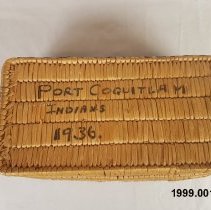 PORT COQUITLAM
INDIANS
1936.
1999.001